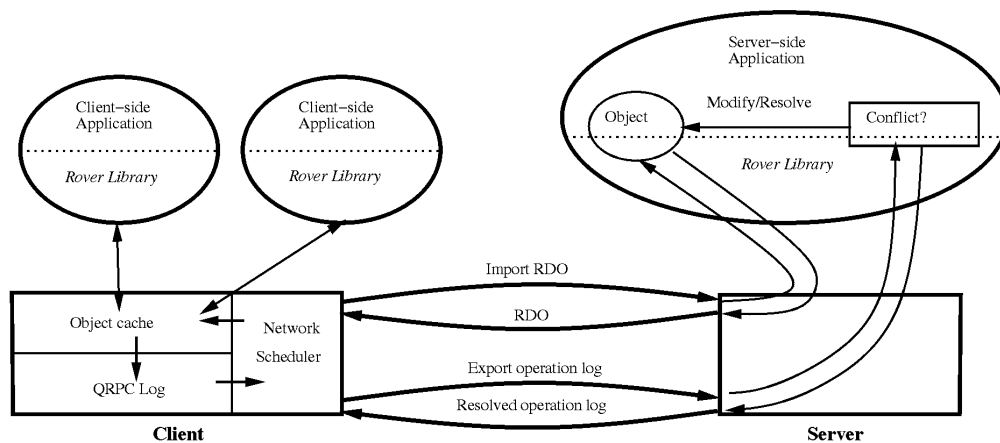 Client-side
Application
Rover Library
Client-side
Application
Rover Library
Server-side
Application
Object
Modify/Resolve
Conflict?
Rover Library
Object cache
QRPC Log
Network
Scheduler
Client
Import RDO
RDO
Export operation log
Resolved operation log
Server